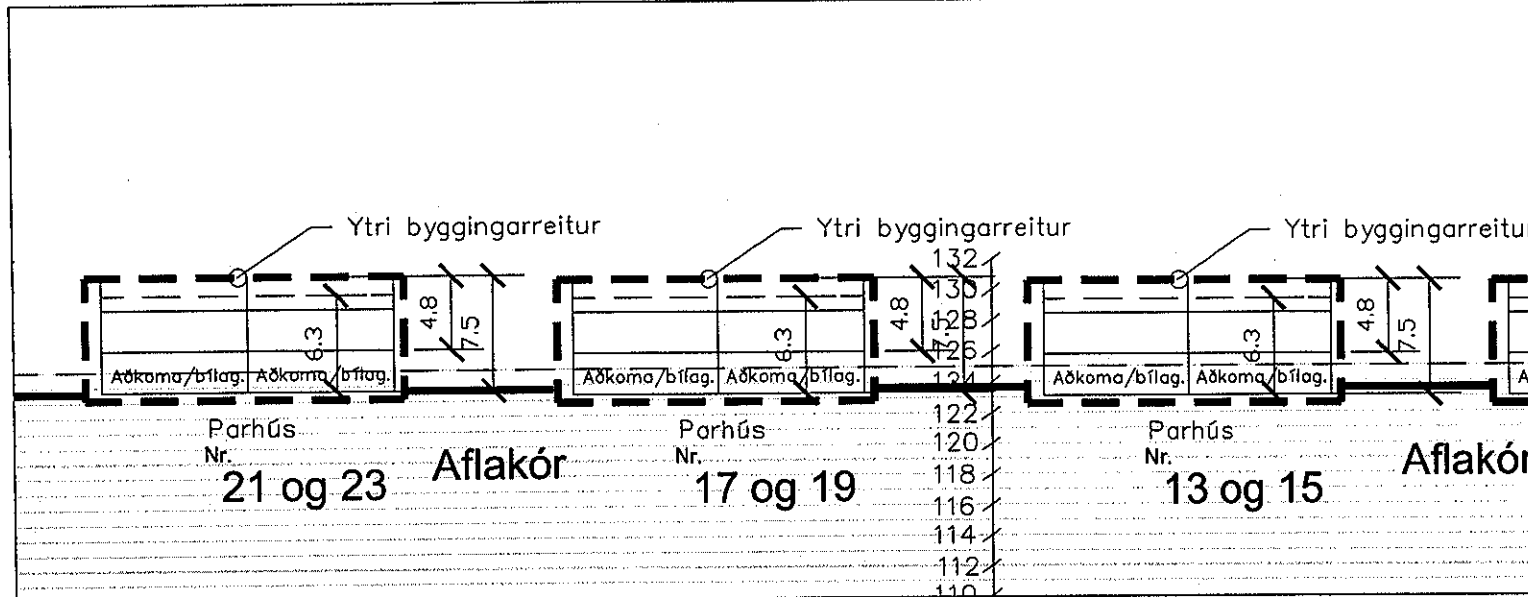 Ytri byggingarreitur
Ytri byggingarreitur
Ytri byggingarreitur
4.8
7.5
6.3
4.8
7.5
6.3
4.8
7.5
6.3
132
130
128
126
124
122
120
118
116
114
112
110
Aðkoma/bílag. Aðkoma/bílag.
Aðkoma/bílag. Aðkoma/bílag.
Aðkoma/bílag. Aðkoma/bílag.
A
Parhús
Nr.
21 og 23
Aflakór
Parhús
Nr.
17 og 19
Parhús
Nr.
13 og 15
Aflakór